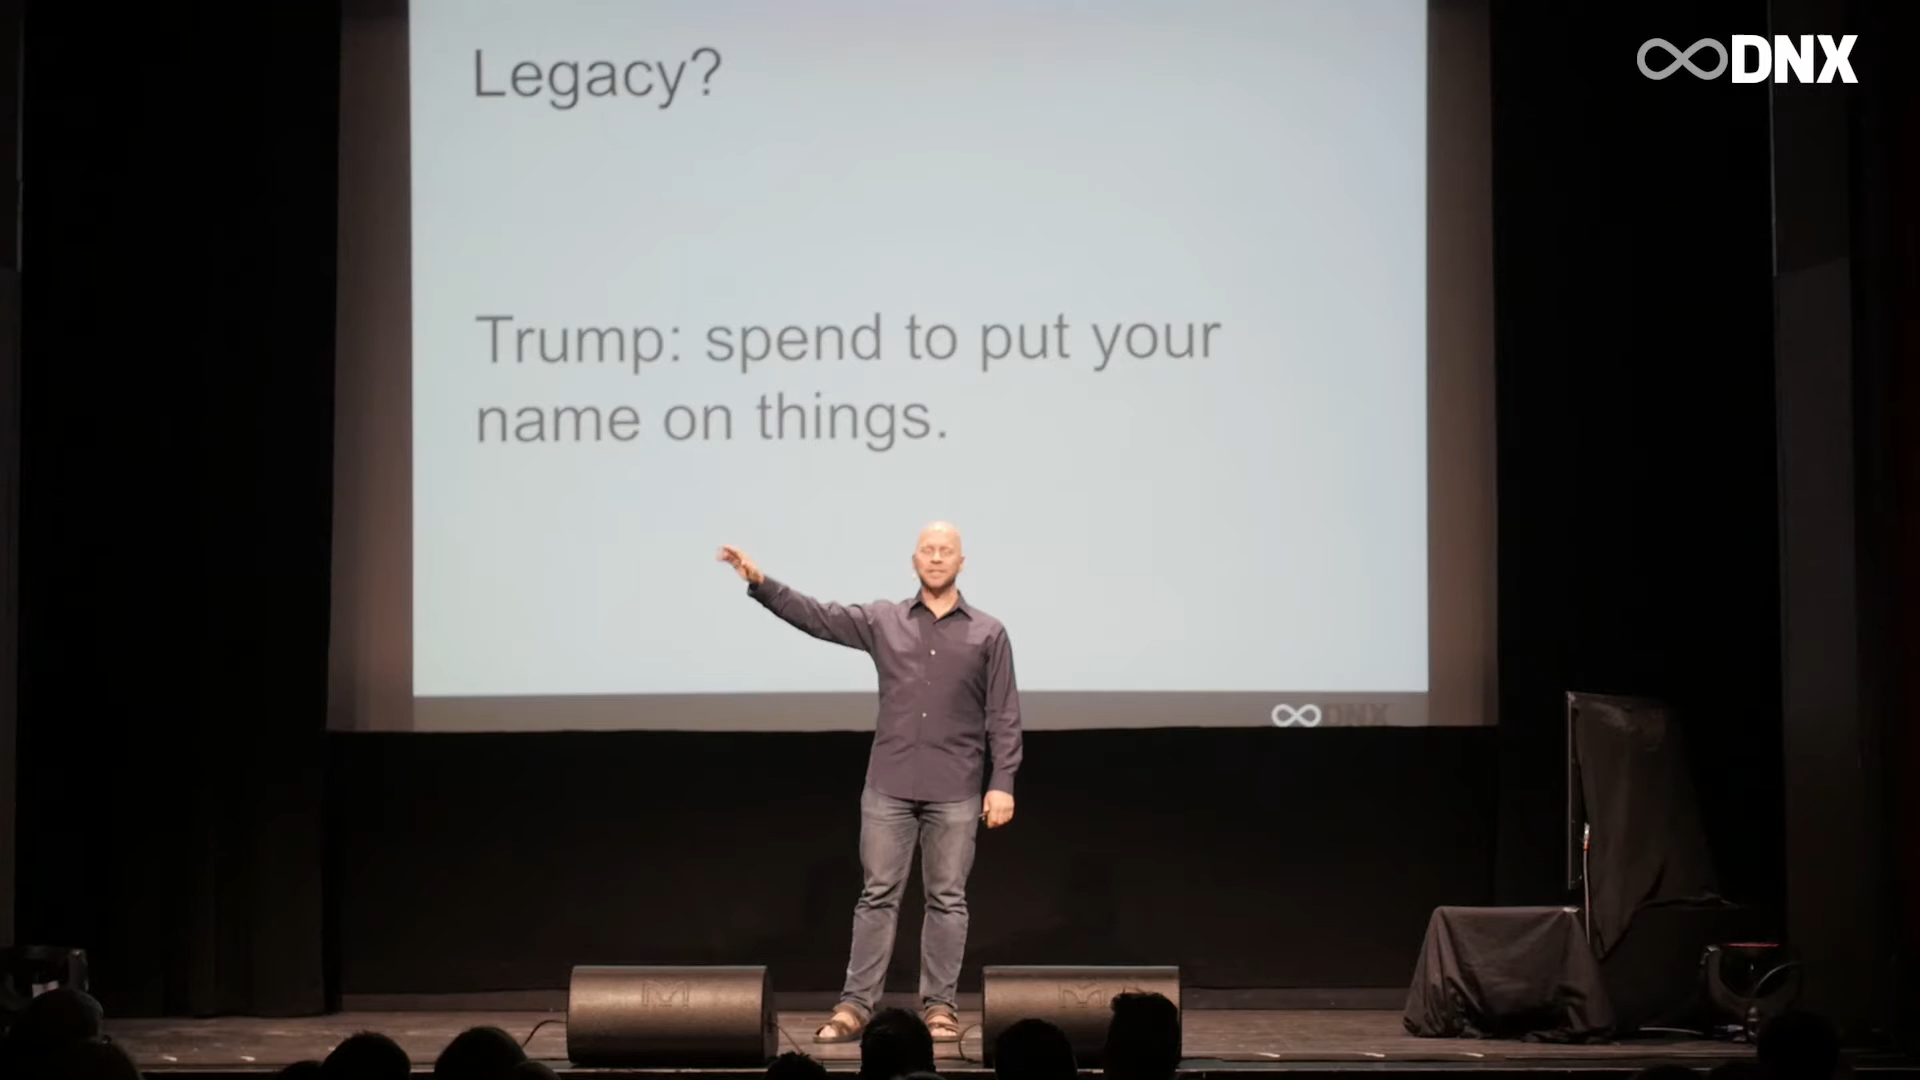 DNX
Legacy?
Trump: spend to put your
name on things.
DNX